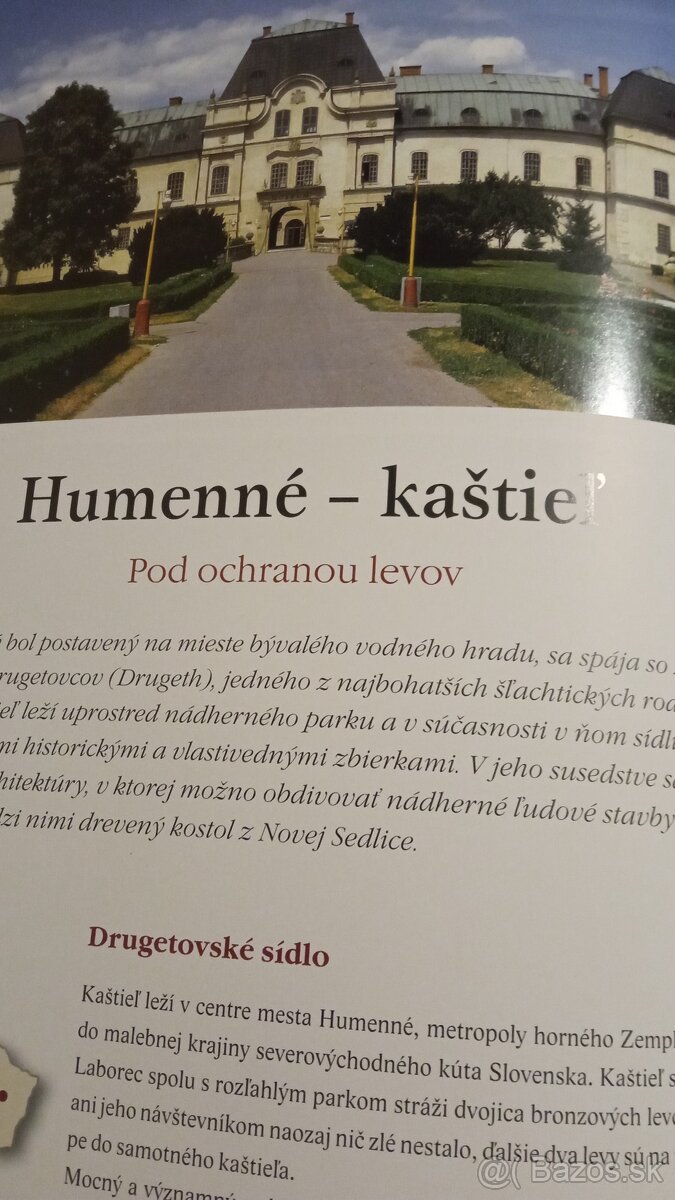 Humenné – kaštieľ
Pod ochranou levov
bol postavený na mieste bývalého vodného hradu, sa spája so
rugetovcov (Drugeth), jedného z najbohatších šľachtických rod
eľ leží uprostred nádherného parku a v súčasnosti v ňom sídli
mi historickými a vlastivednými zbierkami. V jeho susedstve s
hitektúry, v ktorej možno obdivovať nádherné ľudové stavby
dzi nimi drevený kostol z Novej Sedlice.
Drugetovské sídlo
Kaštieľ leží v centre mesta Humenné, metropoly horného Zempl
do malebnej krajiny severovýchodného kúta Slovenska. Kaštieľ s
Laborec spolu s rozľahlým parkom stráži dvojica bronzových levo
ani jeho návštevníkom naozaj nič zlé nestalo, ďalšie dva levy sú na
pe do samotného kaštieľa.
Mocný a významný
@ Bazos.sk